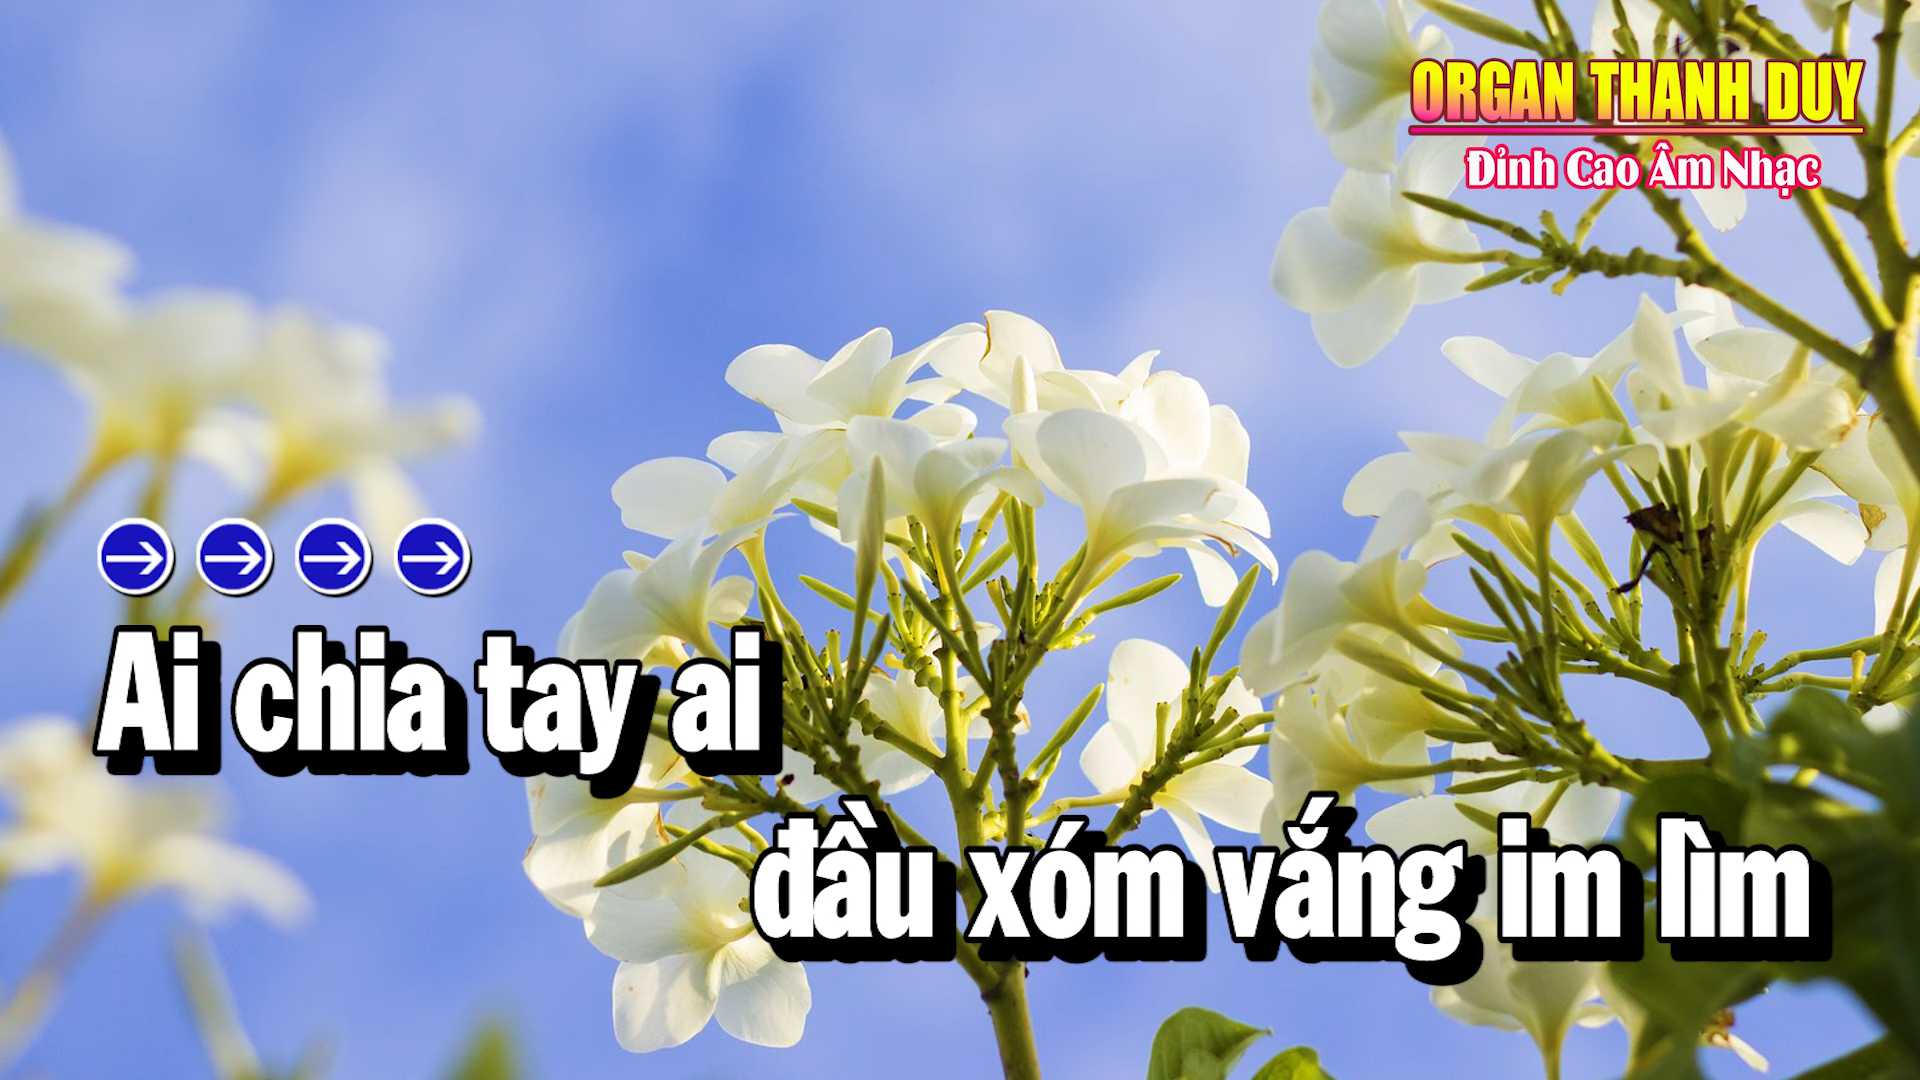 ORGAN THANH DUY
Đỉnh Cao Âm Nhạc
Ai chia tay ai
đầu xóm vắng im lìm